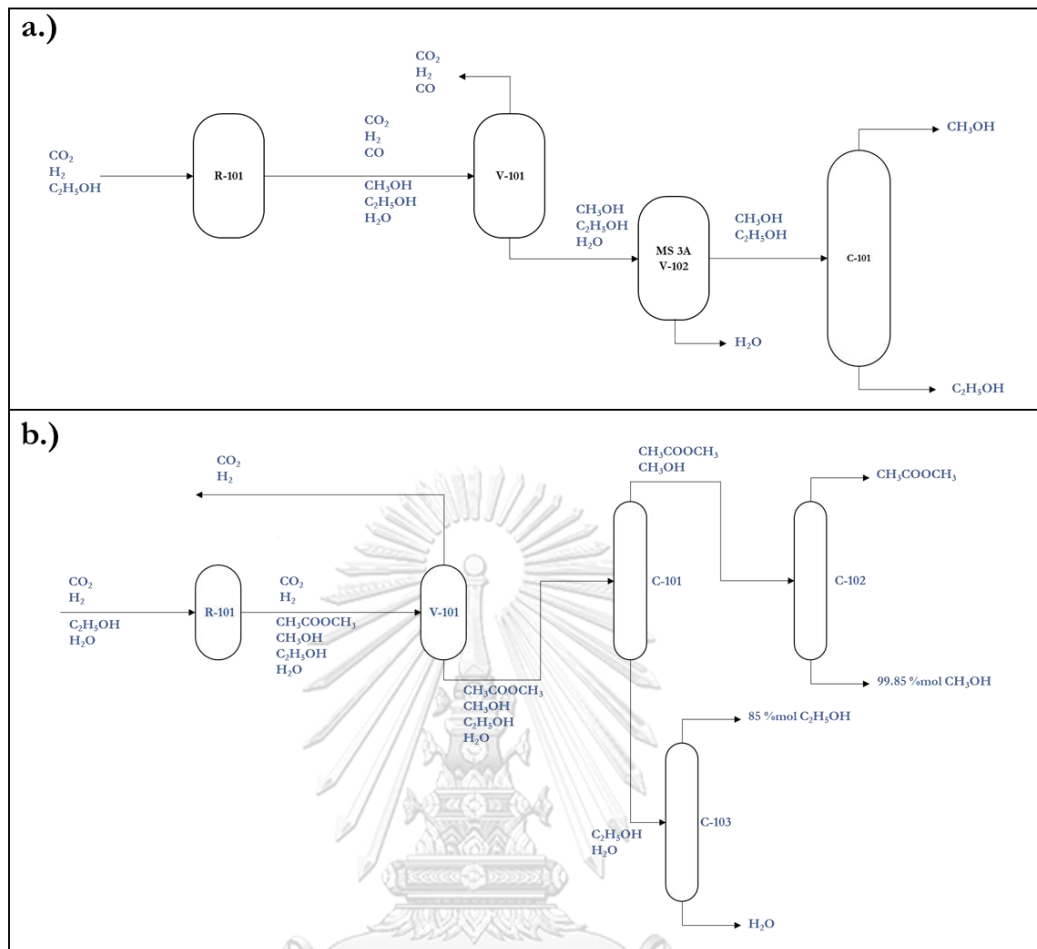 a.)
CO₂
H₂
C₂H₅OH
R-101
CO₂
H₂
CO
CH₃OH
C₂H₅OH
H₂O
CO₂
H₂
CO
V-101
CH₃OH
C₂H₅OH
H₂O
MS 3A
V-102
H₂O
CH₃OH
C₂H₅OH
C-101
CH₃OH
C₂H₅OH
b.)
CO₂
H₂
C₂H₅OH
H₂O
R-101
CO₂
H₂
CH₃COOCH₃
CH₃OH
C₂H₅OH
H₂O
CO₂
H₂
V-101
CH₃COOCH₃
CH₃OH
C₂H₅OH
H₂O
C-101
CH₃COOCH₃
CH₃OH
C-102
CH₃COOCH₃
99.85 %mol CH₃OH
C₂H₅OH
H₂O
C-103
85 %mol C₂H₅OH
H₂O